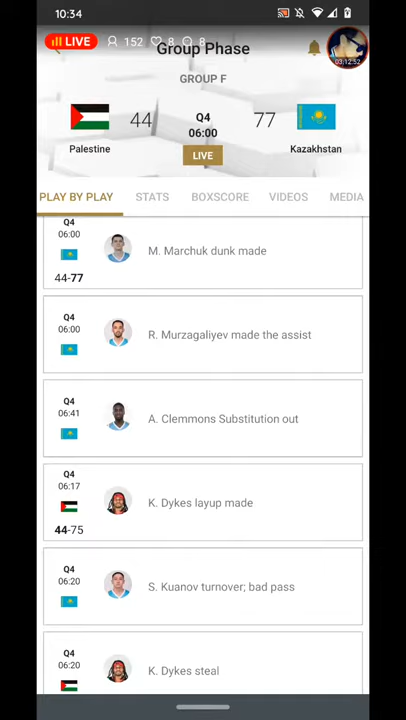 10:34
LIVE 152 8 8
Group Phase
03:12:52
GROUP F
44 Q4 77
06:00
Palestine LIVE Kazakhstan
PLAY BY PLAY STATS BOXSCORE VIDEOS MEDIA
Q4
06:00
M. Marchuk dunk made
44-77
Q4
06:00
R. Murzagaliyev made the assist
Q4
06:41
A. Clemmons Substitution out
Q4
06:17
K. Dykes layup made
44-75
Q4
06:20
S. Kuanov turnover; bad pass
Q4
06:20
K. Dykes steal